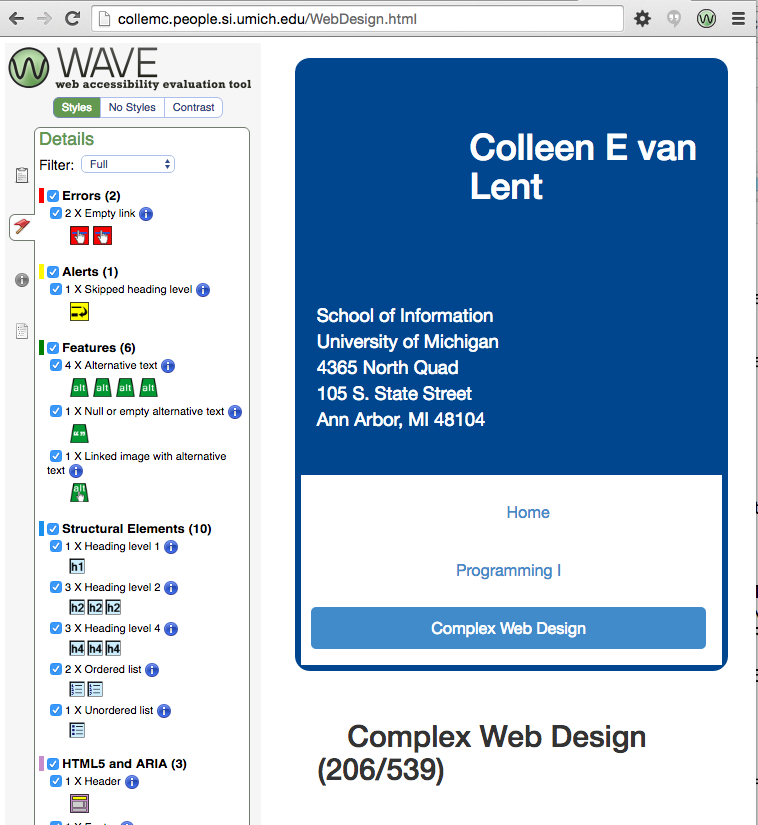 collemc.people.si.umich.edu/WebDesign.html
WAVE
web accessibility evaluation tool
Styles No Styles Contrast
Details
Filter: Full
Errors (2)
2 X Empty link
Alerts (1)
1 X Skipped heading level
Features (6)
4 X Alternative text
alt alt alt alt
1 X Null or empty alternative text
1 X Linked image with alternative
text
alt
Structural Elements (10)
1 X Heading level 1
h1
3 X Heading level 2
h2 h2 h2
3 X Heading level 4
h4 h4 h4
2 X Ordered list
1 X Unordered list
HTML5 and ARIA (3)
1 X Header
Colleen E van
Lent
School of Information
University of Michigan
4365 North Quad
105 S. State Street
Ann Arbor, MI 48104
Home
Programming I
Complex Web Design
Complex Web Design
(206/539)